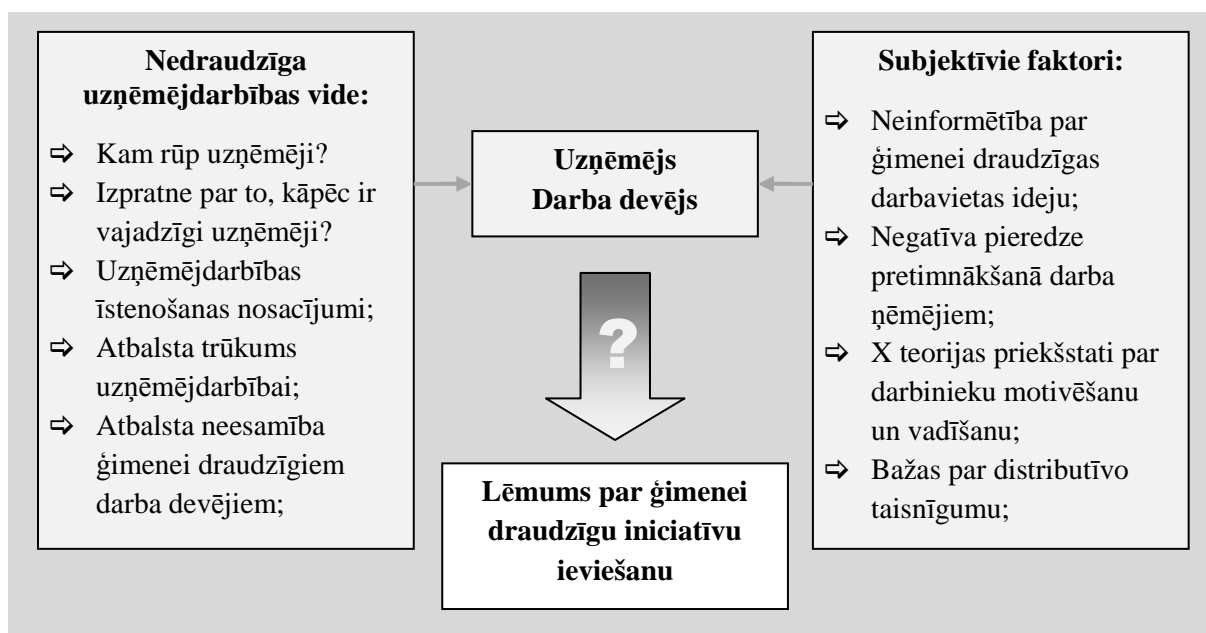 Nedraudzīga
uzņēmējdarbības vide:
⇨ Kam rūp uzņēmēji?
⇨ Izpratne par to, kāpēc ir
vajadzīgi uzņēmēji?
⇨ Uzņēmējdarbības
īstenošanas nosacījumi;
⇨ Atbalsta trūkums
uzņēmējdarbībai;
⇨ Atbalsta neesamība
ģimenei draudzīgiem
darba devējiem;
Uzņēmējs
Darba devējs
?
Lēmums par ģimenei
draudzīgu iniciatīvu
ieviešanu
Subjektīvie faktori:
⇨ Neinformētība par
ģimenei draudzīgas
darbavietas ideju;
⇨ Negatīva pieredze
pretimnākšanā darba
ņēmējiem;
⇨ X teorijas priekšstati par
darbinieku motivēšanu
un vadīšanu;
⇨ Bažas par distributīvo
taisnīgumu;